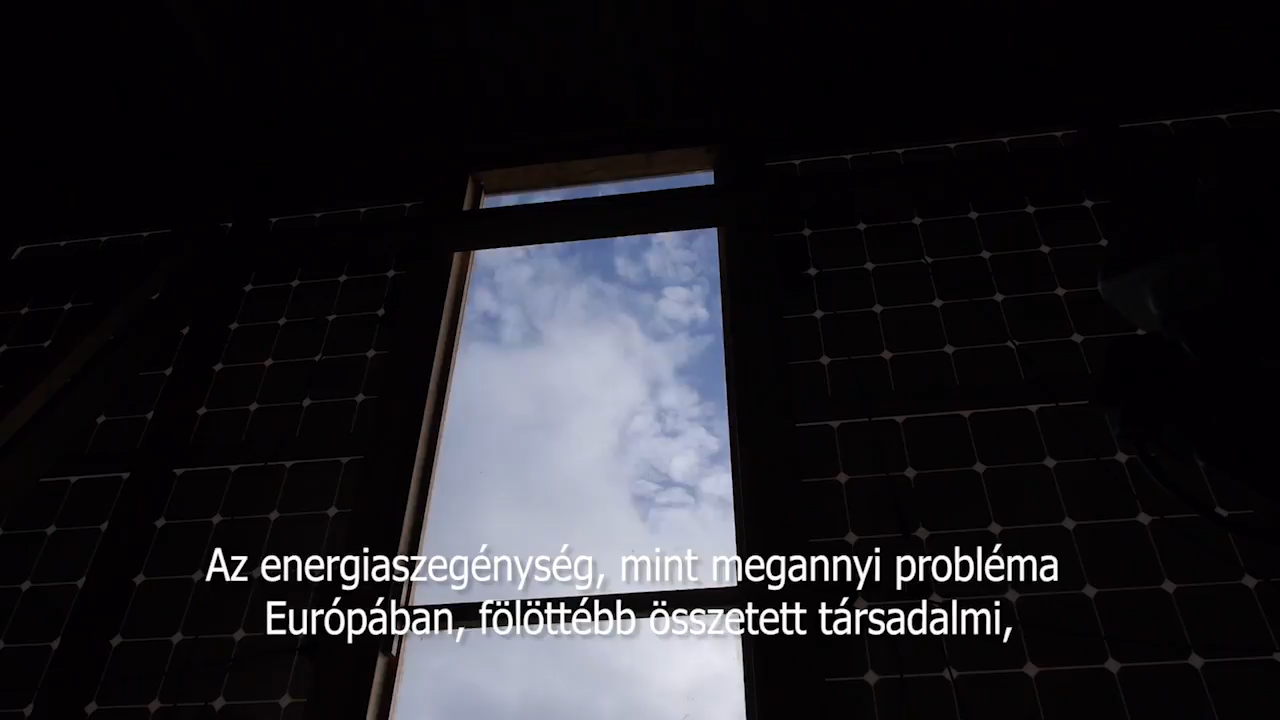 Az energiaszegénység, mint megannyi probléma
Európában, fölöttébb összetett társadalmi,